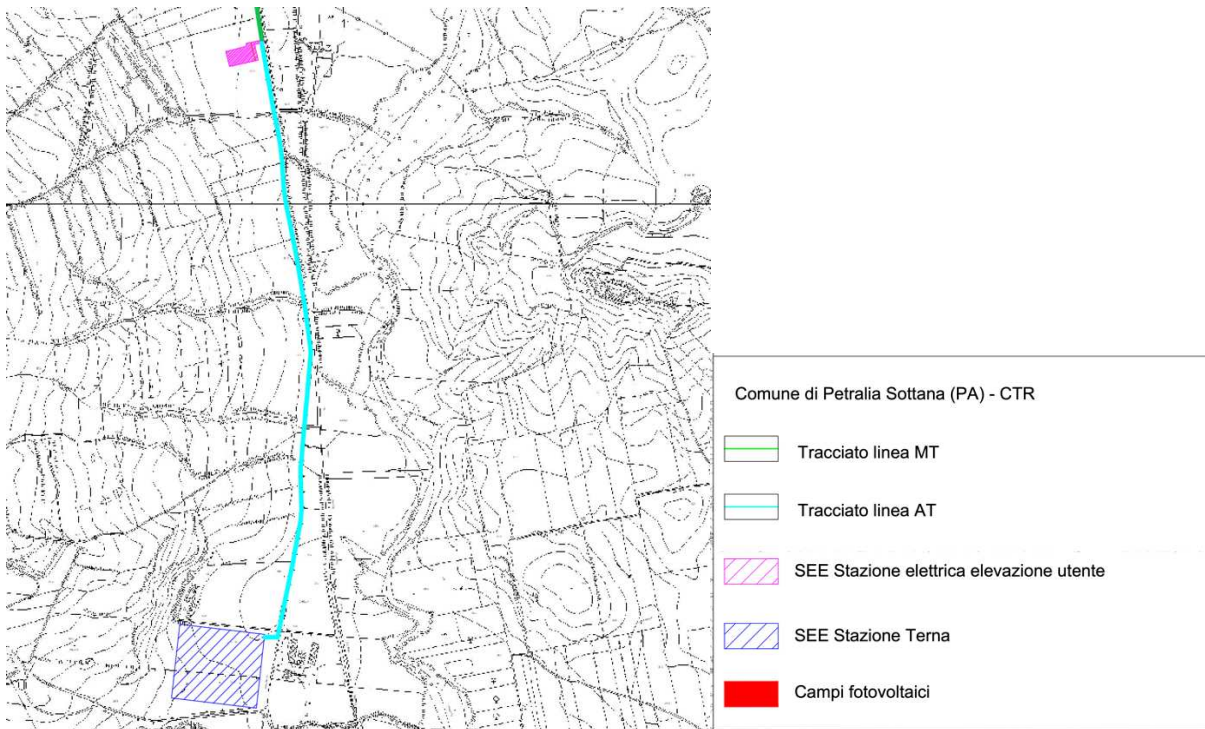 Comune di Petralia Sottana (PA) - CTR
Tracciato linea MT
Tracciato linea AT
SEE Stazione elettrica elevazione utente
SEE Stazione Terna
Campi fotovoltaici